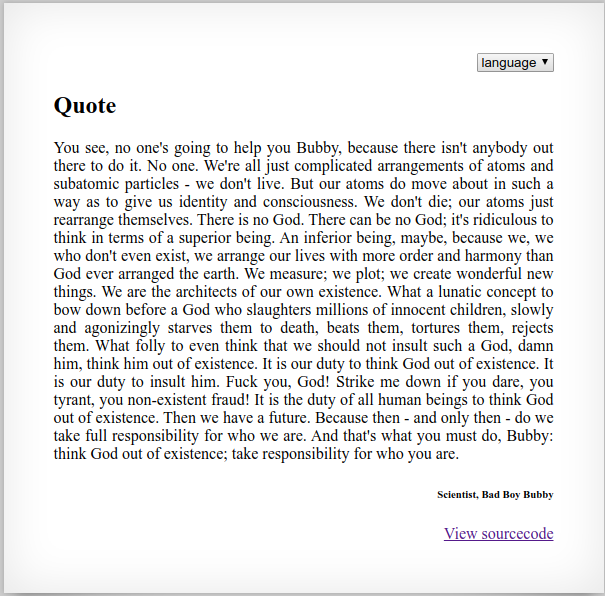 language
Quote
You see, no one's going to help you Bubby, because there isn't anybody out
there to do it. No one. We're all just complicated arrangements of atoms and
subatomic particles - we don't live. But our atoms do move about in such a
way as to give us identity and consciousness. We don't die; our atoms just
rearrange themselves. There is no God. There can be no God; it's ridiculous to
think in terms of a superior being. An inferior being, maybe, because we, we
who don't even exist, we arrange our lives with more order and harmony than
God ever arranged the earth. We measure; we plot; we create wonderful new
things. We are the architects of our own existence. What a lunatic concept to
bow down before a God who slaughters millions of innocent children, slowly
and agonizingly starves them to death, beats them, tortures them, rejects
them. What folly to even think that we should not insult such a God, damn
him, think him out of existence. It is our duty to think God out of existence. It
is our duty to insult him. Fuck you, God! Strike me down if you dare, you
tyrant, you non-existent fraud! It is the duty of all human beings to think God
out of existence. Then we have a future. Because then - and only then - do we
take full responsibility for who we are. And that's what you must do, Bubby:
think God out of existence; take responsibility for who you are.
Scientist, Bad Boy Bubby
View sourcecode